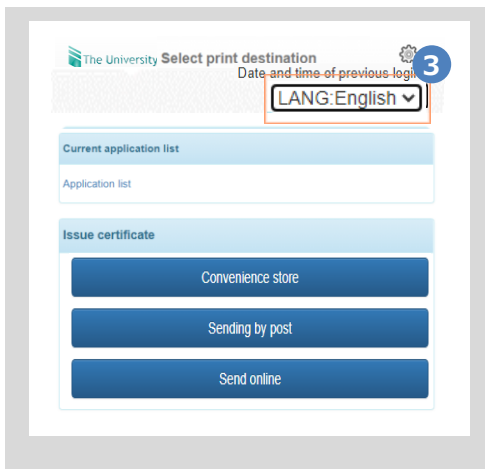 The University Select print destination
3
Date and time of previous login
LANG:English
Current application list
Application list
Issue certificate
Convenience store
Sending by post
Send online